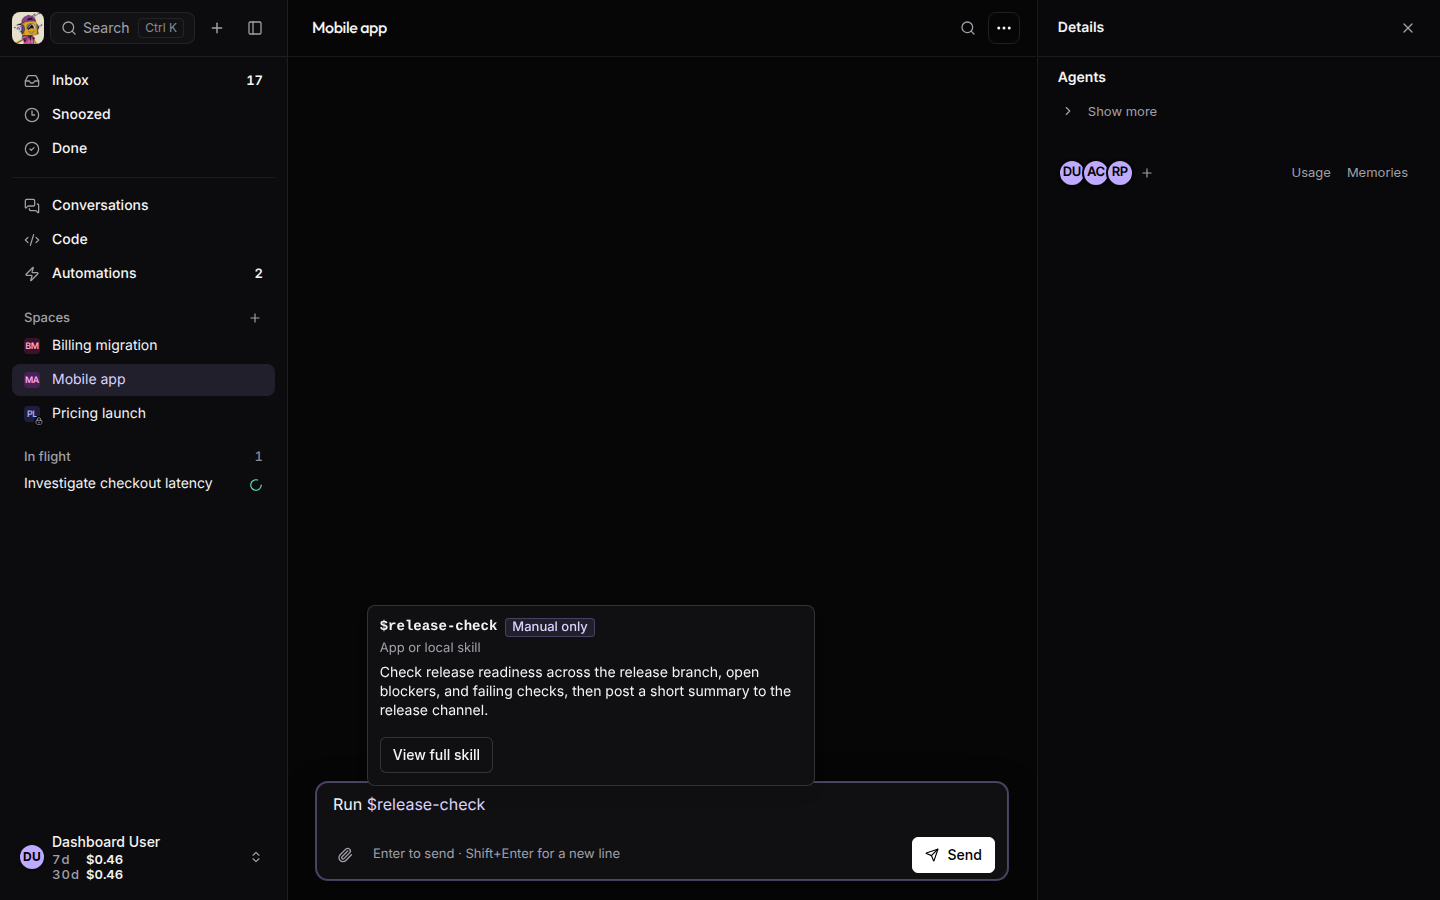 Search Ctrl K
Inbox 17
Snoozed
Done
Conversations
Code
Automations 2
Spaces
BM Billing migration
MA Mobile app
PL Pricing launch
In flight 1
Investigate checkout latency
DU Dashboard User
7d $0.46
30d $0.46
Mobile app
$release-check Manual only
App or local skill
Check release readiness across the release branch, open
blockers, and failing checks, then post a short summary to the
release channel.
View full skill
Run $release-check
Enter to send · Shift+Enter for a new line
Send
Details
Agents
Show more
DU AC RP
Usage Memories